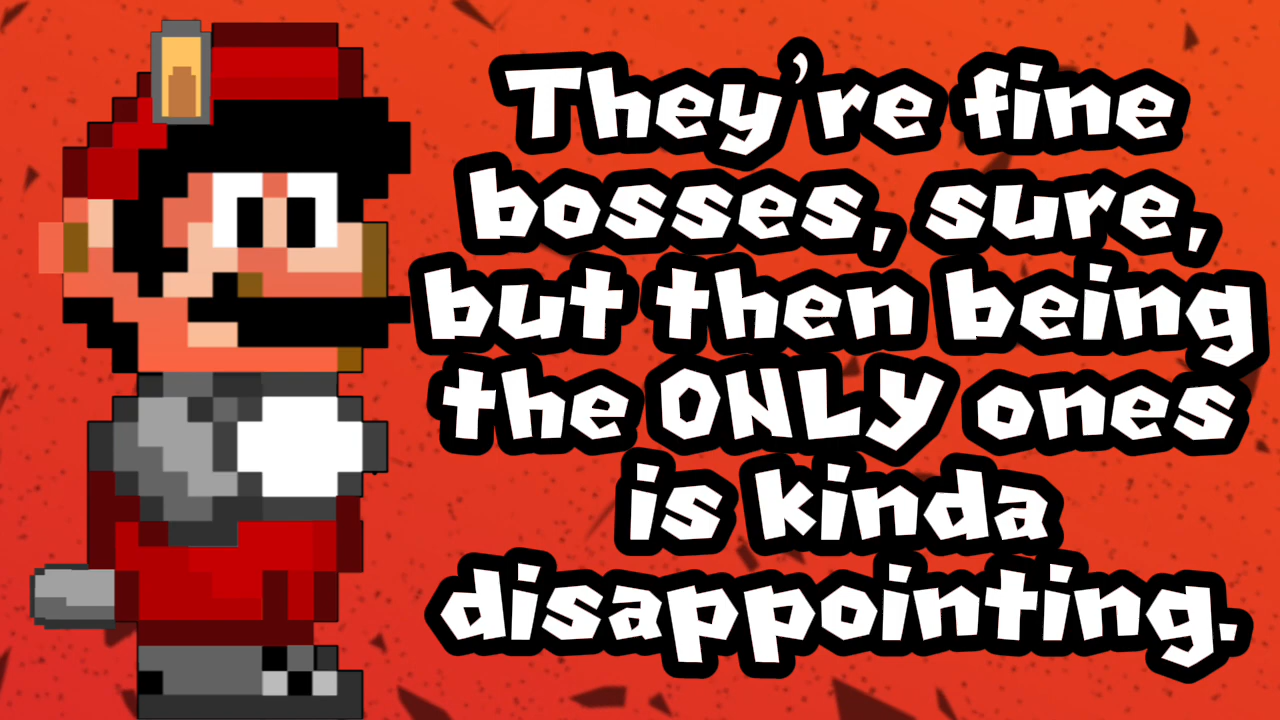 They're fine
bosses, sure,
but then being
the ONLY ones
is kinda
disappointing.